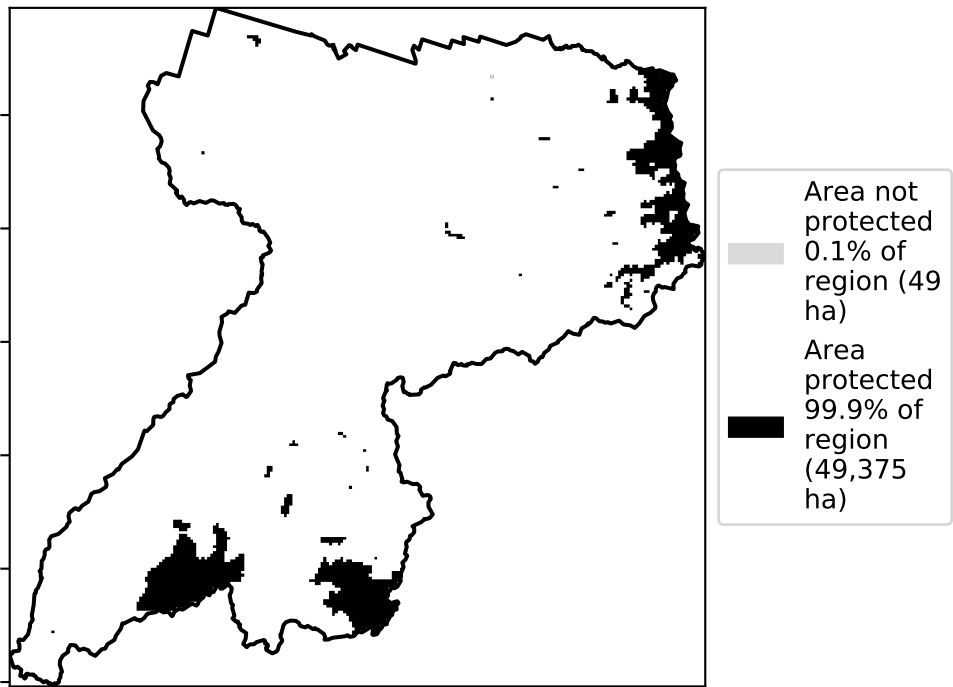 Area not
protected
0.1% of
region (49
ha)
Area
protected
99.9% of
region
(49,375
ha)